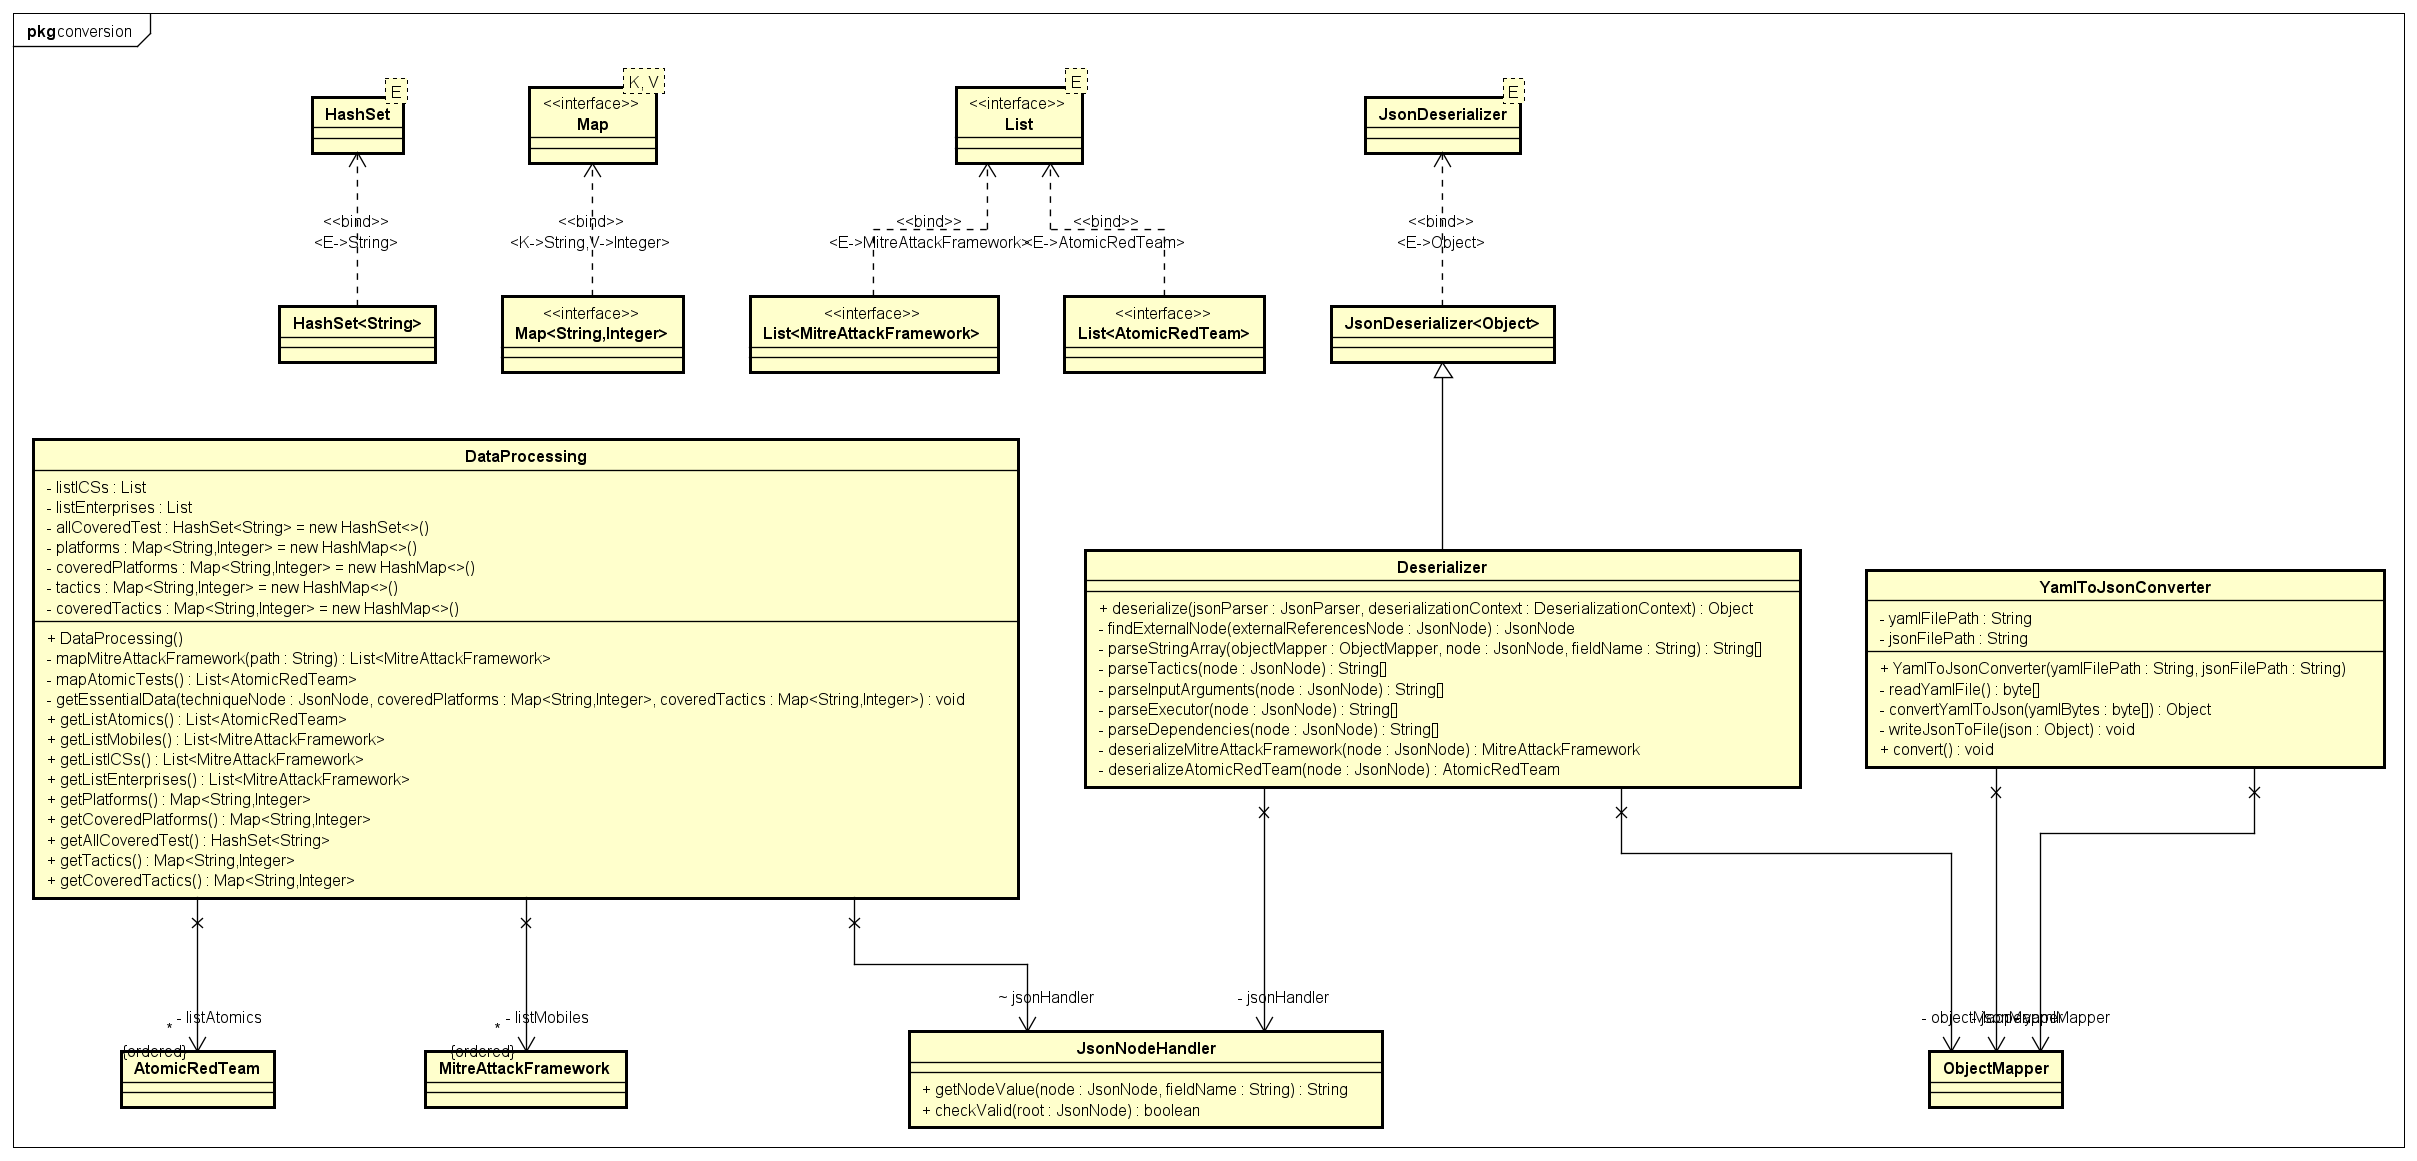 pkg conversion
E
HashSet
K, V
<<interface>>
Map
E
<<interface>>
List
E
JsonDeserializer
<<bind>>
<E->String>
<<bind>>
<K->String,V->Integer>
<<bind>>
<E->MitreAttackFramework>
<<bind>>
<E->AtomicRedTeam>
<<bind>>
<E->Object>
HashSet<String>
<<interface>>
Map<String,Integer>
<<interface>>
List<MitreAttackFramework>
<<interface>>
List<AtomicRedTeam>
JsonDeserializer<Object>
DataProcessing
- listICSs : List
- listEnterprises : List
- allCoveredTest : HashSet<String> = new HashSet<>()
- platforms : Map<String,Integer> = new HashMap<>()
- coveredPlatforms : Map<String,Integer> = new HashMap<>()
- tactics : Map<String,Integer> = new HashMap<>()
- coveredTactics : Map<String,Integer> = new HashMap<>()
+ DataProcessing()
- mapMitreAttackFramework(path : String) : List<MitreAttackFramework>
- mapAtomicTests() : List<AtomicRedTeam>
- getEssentialData(techniqueNode : JsonNode, coveredPlatforms : Map<String,Integer>, coveredTactics : Map<String,Integer>) : void
+ getListAtomics() : List<AtomicRedTeam>
+ getListMobiles() : List<MitreAttackFramework>
+ getListICSs() : List<MitreAttackFramework>
+ getListEnterprises() : List<MitreAttackFramework>
+ getPlatforms() : Map<String,Integer>
+ getCoveredPlatforms() : Map<String,Integer>
+ getAllCoveredTest() : HashSet<String>
+ getTactics() : Map<String,Integer>
+ getCoveredTactics() : Map<String,Integer>
Deserializer
+ deserialize(jsonParser : JsonParser, deserializationContext : DeserializationContext) : Object
- findExternalNode(externalReferencesNode : JsonNode) : JsonNode
- parseStringArray(objectMapper : ObjectMapper, node : JsonNode, fieldName : String) : String[]
- parseTactics(node : JsonNode) : String[]
- parseInputArguments(node : JsonNode) : String[]
- parseExecutor(node : JsonNode) : String[]
- parseDependencies(node : JsonNode) : String[]
- deserializeMitreAttackFramework(node : JsonNode) : MitreAttackFramework
- deserializeAtomicRedTeam(node : JsonNode) : AtomicRedTeam
YamlToJsonConverter
- yamlFilePath : String
- jsonFilePath : String
+ YamlToJsonConverter(yamlFilePath : String, jsonFilePath : String)
- readYamlFile() : byte[]
- convertYamlToJson(yamlBytes : byte[]) : Object
- writeJsonToFile(json : Object) : void
+ convert() : void
- listAtomics
*
{ordered}
AtomicRedTeam
- listMobiles
*
{ordered}
MitreAttackFramework
~ jsonHandler
- jsonHandler
JsonNodeHandler
+ getNodeValue(node : JsonNode, fieldName : String) : String
+ checkValid(root : JsonNode) : boolean
- objectMapper
- jsonMapper
- yamlMapper
ObjectMapper